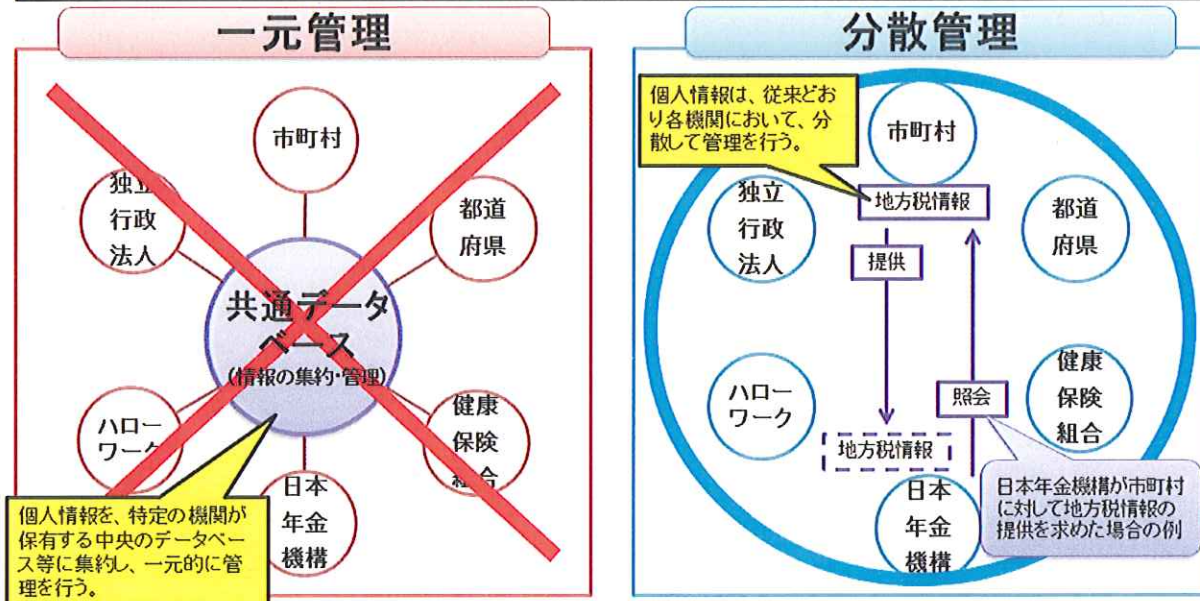 一元管理
市町村
独立
行政
法人
都道
府県
共通データ
ベース
(情報の集約・管理)
ハロー
ワーク
健康
保険
組合
日本
年金
機構
個人情報を、特定の機関が
保有する中央のデータベー
ス等に集約し、一元的に管
理を行う。
分散管理
個人情報は、従来どお
り各機関において、分
散して管理を行う。
市町村
地方税情報
独立
行政
法人
提供
都道
府県
ハロー
ワーク
照会
健康
保険
組合
地方税情報
日本
年金
機構
日本年金機構が市町村
に対して地方税情報の
提供を求めた場合の例